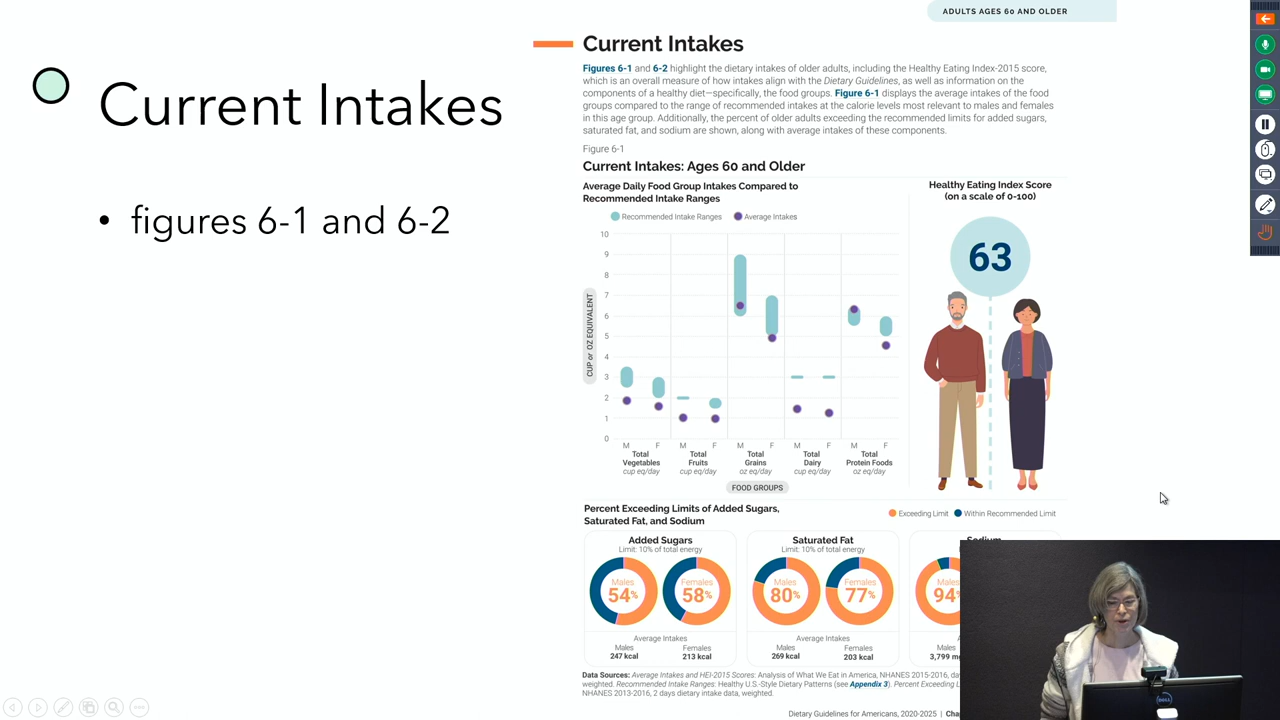 ADULTS AGES 60 AND OLDER
Current Intakes
• figures 6-1 and 6-2
Current Intakes
Figures 6-1 and 6-2 highlight the dietary intakes of older adults, including the Healthy Eating Index-2015 score,
which is an overall measure of how intakes align with the Dietary Guidelines, as well as information on the
components of a healthy diet—specifically, the food groups. Figure 6-1 displays the average intakes of the food
groups compared to the range of recommended intakes at the calorie levels most relevant to males and females
in this age group. Additionally, the percent of older adults exceeding the recommended limits for added sugars,
saturated fat, and sodium are shown, along with average intakes of these components.
Figure 6-1
Current Intakes: Ages 60 and Older
Average Daily Food Group Intakes Compared to
Recommended Intake Ranges
Recommended Intake Ranges Average Intakes
CUP or OZ EQUIVALENT
10
9
8
7
6
5
4
3
2
1
0
M F M F M F M F M F
Total Total Total Total Total
Vegetables Fruits Grains Dairy Protein Foods
cup eq/day cup eq/day oz eq/day cup eq/day oz eq/day
FOOD GROUPS
Healthy Eating Index Score
(on a scale of 0-100)
63
Percent Exceeding Limits of Added Sugars,
Saturated Fat, and Sodium
Exceeding Limit Within Recommended Limit
Added Sugars
Limit: 10% of total energy
Males
54%
Females
58%
Average Intakes
Males Females
247 kcal 213 kcal
Saturated Fat
Limit: 10% of total energy
Males
80%
Females
77%
Average Intakes
Males Females
269 kcal 203 kcal
Males
94%
Males
3,799
Data Sources: Average Intakes and HEI-2015 Scores: Analysis of What We Eat in America, NHANES 2015-2016,
weighted. Recommended Intake Ranges: Healthy U.S.-Style Dietary Patterns (see Appendix 3). Percent Exceeding
NHANES 2013-2016, 2 days dietary intake data, weighted.
Dietary Guidelines for Americans, 2020-2025 |
DELL